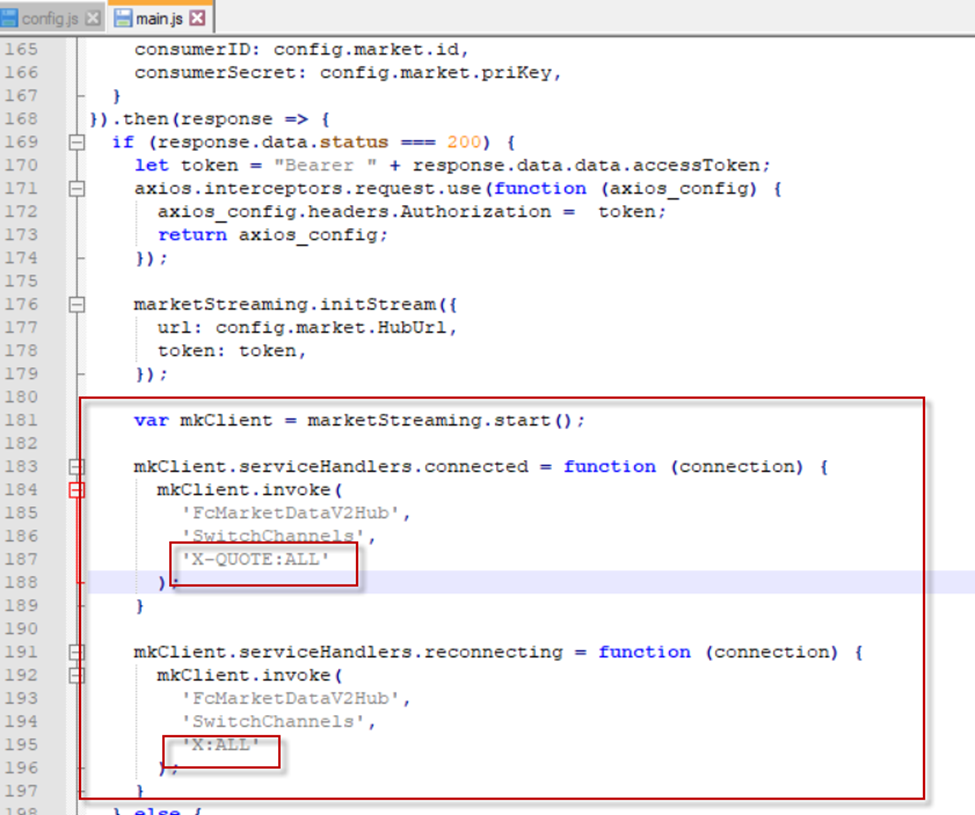 config.js main.js
165 consumerID: config.market.id,
166 consumerSecret: config.market.priKey,
167 }
168 }).then(response => {
169 if (response.data.status === 200) {
170 let token = "Bearer " + response.data.data.accessToken;
171 axios.interceptors.request.use(function (axios_config) {
172 axios_config.headers.Authorization =  token;
173 return axios_config;
174 });
175
176 marketStreaming.initStream({
177 url: config.market.HubUrl,
178 token: token,
179 });
180
181 var mkClient = marketStreaming.start();
182
183 mkClient.serviceHandlers.connected = function (connection) {
184 mkClient.invoke(
185 'FcMarketDataV2Hub',
186 'SwitchChannels',
187 'X-QUOTE:ALL'
188 );
189 }
190
191 mkClient.serviceHandlers.reconnecting = function (connection) {
192 mkClient.invoke(
193 'FcMarketDataV2Hub',
194 'SwitchChannels',
195 'X:ALL'
196 );
197 }
198 } else {